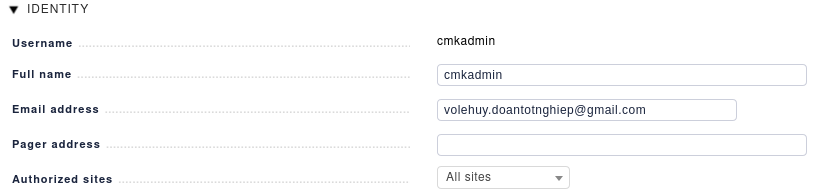 IDENTITY
Username cmkadmin
Full name cmkadmin
Email address volehuy.doantotnghiep@gmail.com
Pager address
Authorized sites All sites